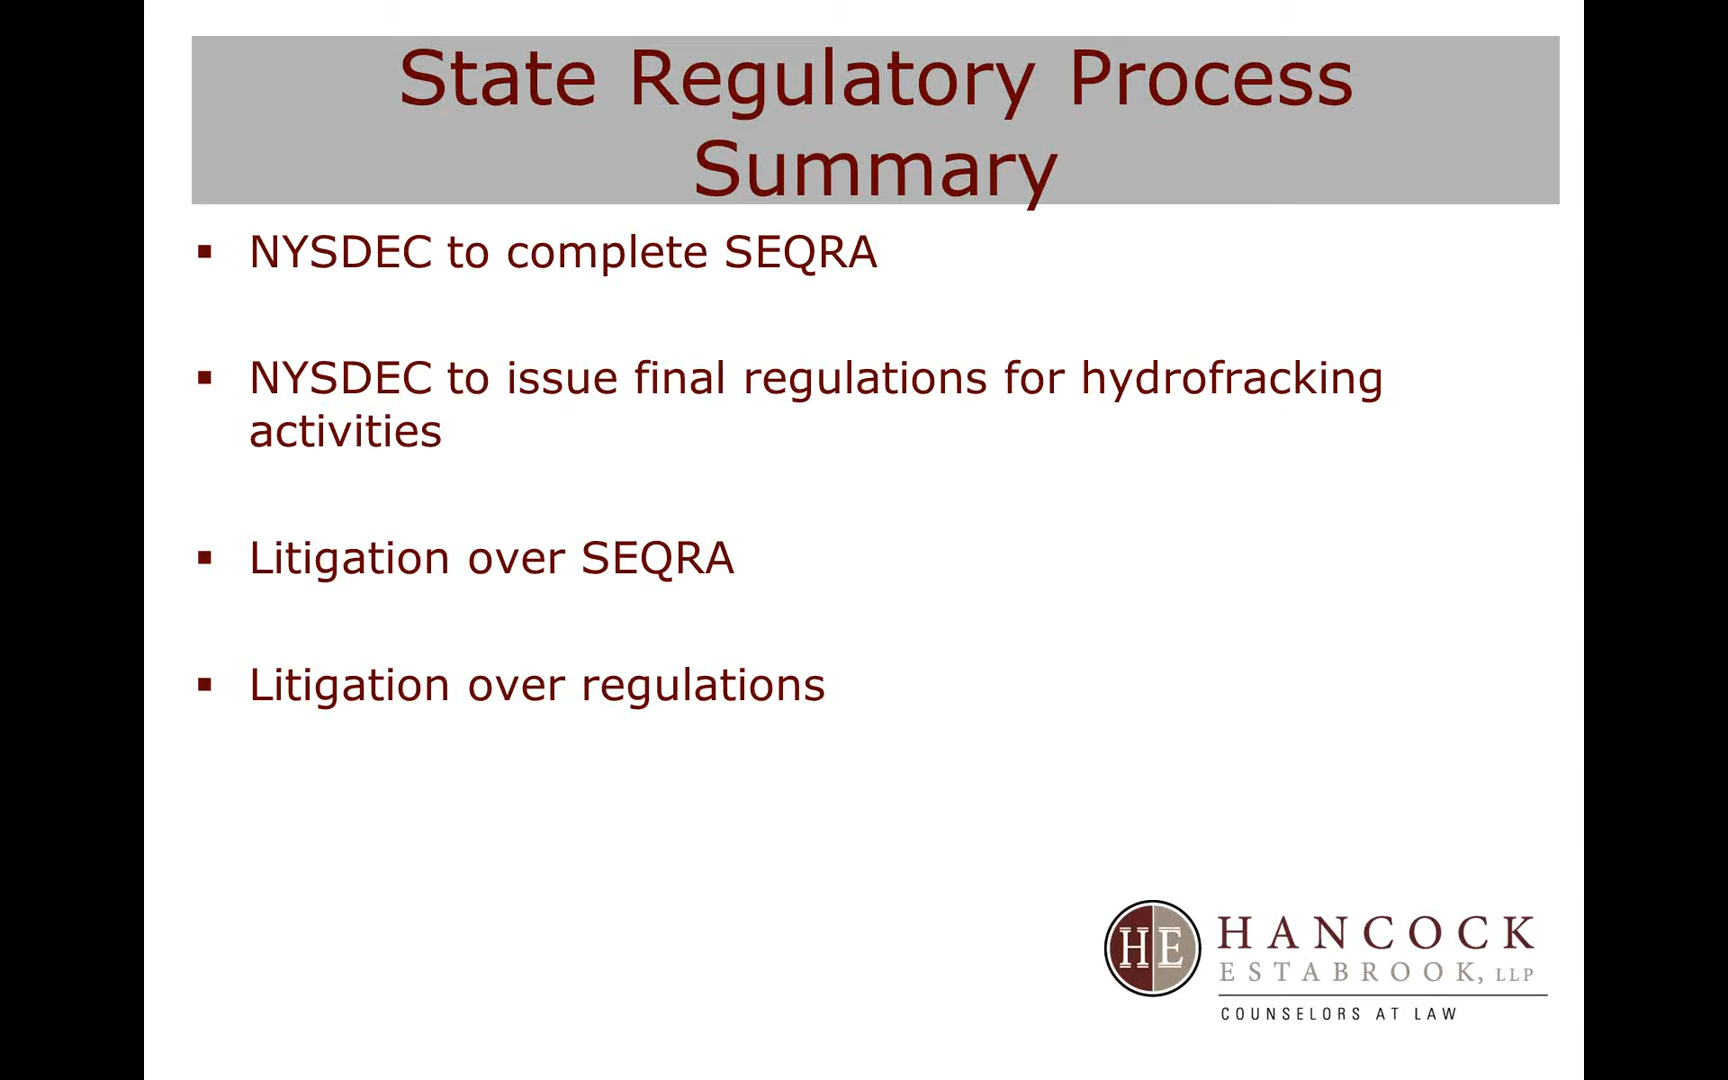 State Regulatory Process
Summary
▪ NYSDEC to complete SEQRA
▪ NYSDEC to issue final regulations for hydrofracking
activities
▪ Litigation over SEQRA
▪ Litigation over regulations
HE
HANCOCK
ESTABROOK, LLP
COUNSELORS AT LAW